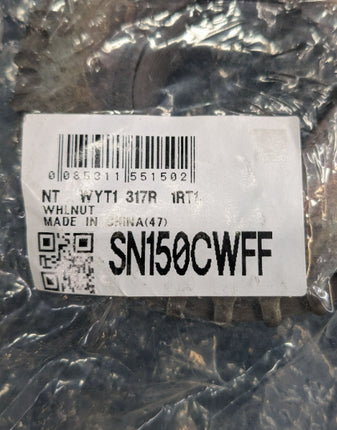 0 085311 551502
NT WYT1 317R 1RT1
WHLNUT
MADE IN CHINA(47)
SN150CWFF